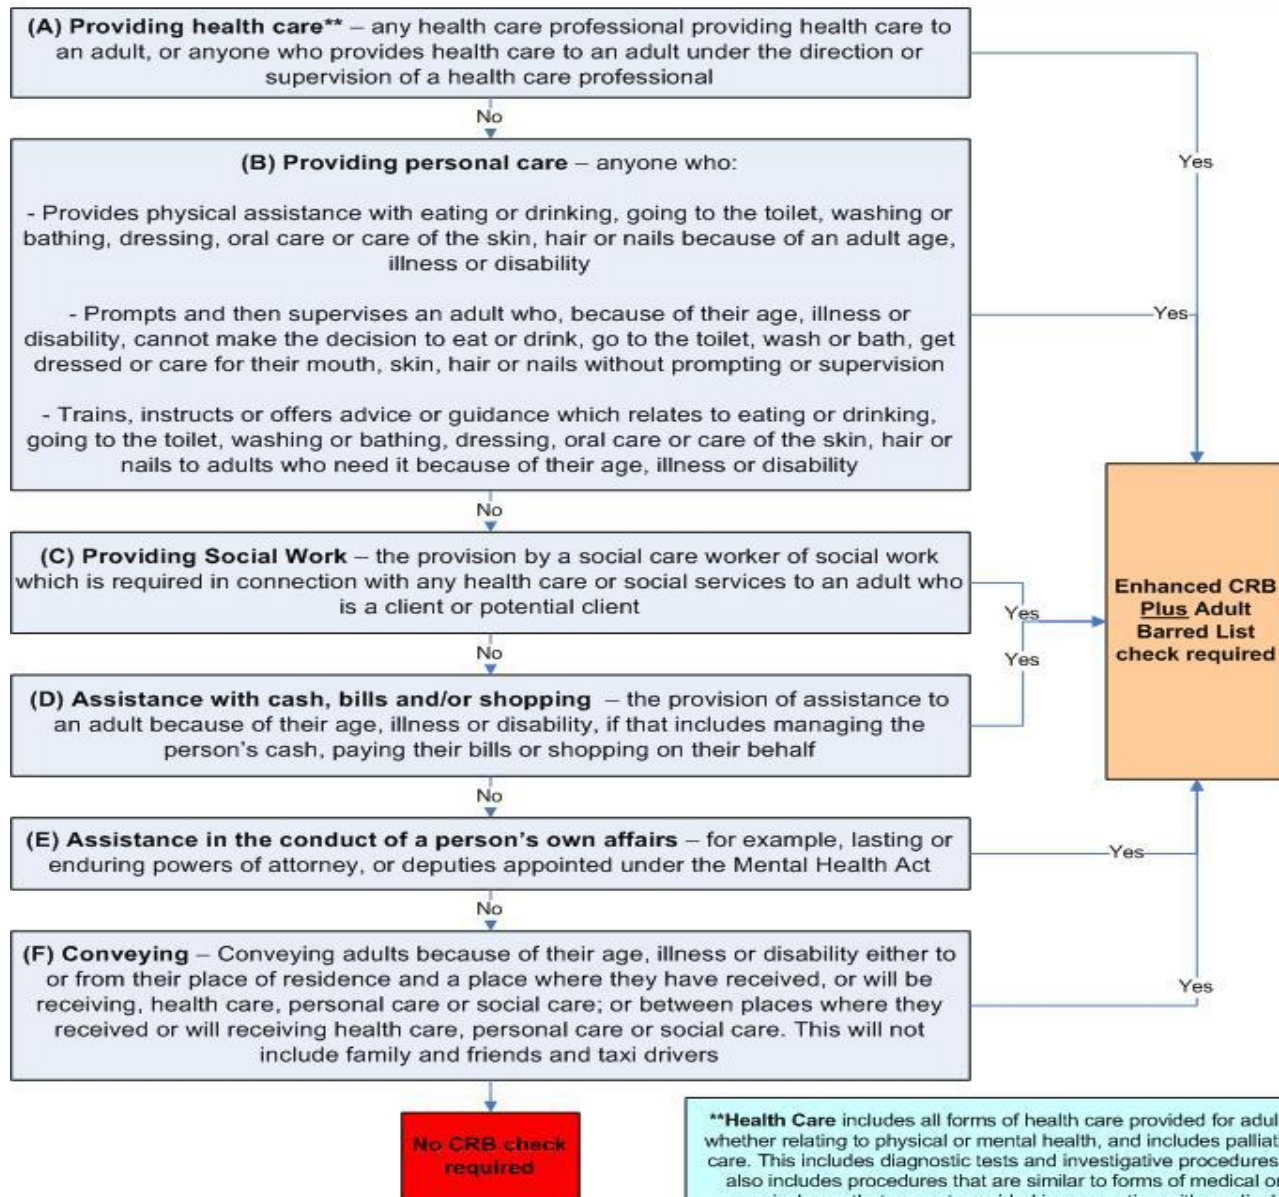 (A) Providing health care** – any health care professional providing health care to
an adult, or anyone who provides health care to an adult under the direction or
supervision of a health care professional
No
Yes
(B) Providing personal care – anyone who:
- Provides physical assistance with eating or drinking, going to the toilet, washing or
bathing, dressing, oral care or care of the skin, hair or nails because of an adult age,
illness or disability
- Prompts and then supervises an adult who, because of their age, illness or
disability, cannot make the decision to eat or drink, go to the toilet, wash or bath, get
dressed or care for their mouth, skin, hair or nails without prompting or supervision
- Trains, instructs or offers advice or guidance which relates to eating or drinking,
going to the toilet, washing or bathing, dressing, oral care or care of the skin, hair or
nails to adults who need it because of their age, illness or disability
Yes
No
(C) Providing Social Work – the provision by a social care worker of social work
which is required in connection with any health care or social services to an adult who
is a client or potential client
Yes
Enhanced CRB
Plus Adult
Barred List
check required
No
Yes
(D) Assistance with cash, bills and/or shopping – the provision of assistance to
an adult because of their age, illness or disability, if that includes managing the
person's cash, paying their bills or shopping on their behalf
No
(E) Assistance in the conduct of a person's own affairs – for example, lasting or
enduring powers of attorney, or deputies appointed under the Mental Health Act
Yes
No
(F) Conveying – Conveying adults because of their age, illness or disability either to
or from their place of residence and a place where they have received, or will be
receiving, health care, personal care or social care; or between places where they
received or will receiving health care, personal care or social care. This will not
include family and friends and taxi drivers
Yes
No CRB check
required
**Health Care includes all forms of health care provided for
whether relating to physical or mental health, and includes
care. This includes diagnostic tests and investigative procedures
also includes procedures that are similar to forms of medical